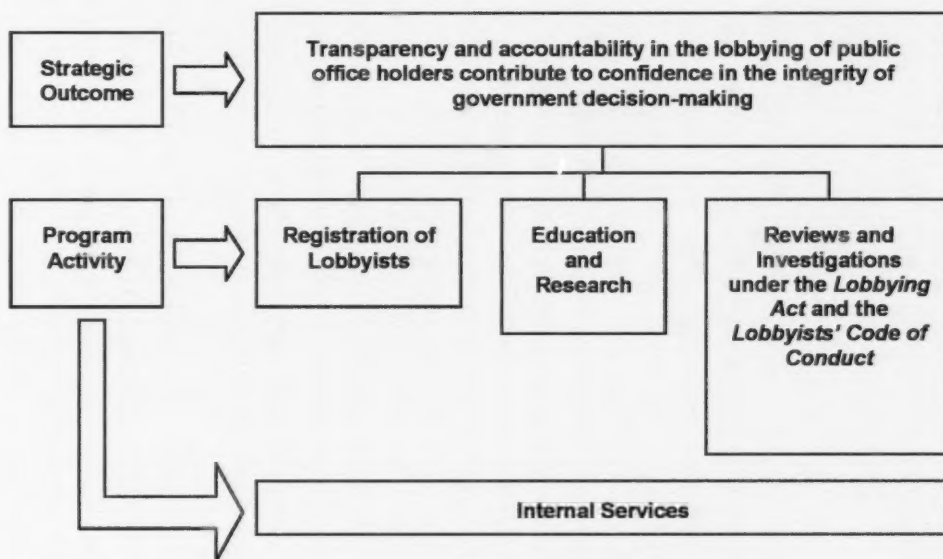 Strategic
Outcome
Transparency and accountability in the lobbying of public
office holders contribute to confidence in the integrity of
government decision-making
Program
Activity
Registration of
Lobbyists
Education
and
Research
Reviews and
Investigations
under the Lobbying
Act and the
Lobbyists' Code of
Conduct
Internal Services